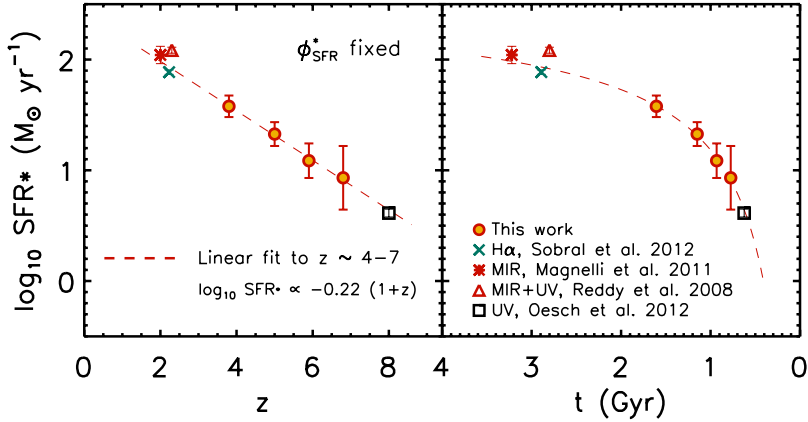 log₁₀ SFR* (M⊙ yr⁻¹)
2
1
0
ϕ*SFR fixed
Linear fit to z ~ 4−7
log₁₀ SFR* ∝ −0.22 (1+z)
This work
Hα, Sobral et al. 2012
MIR, Magnelli et al. 2011
MIR+UV, Reddy et al. 2008
UV, Oesch et al. 2012
0 2 4 6 8 4 3 2 1 0
z t (Gyr)